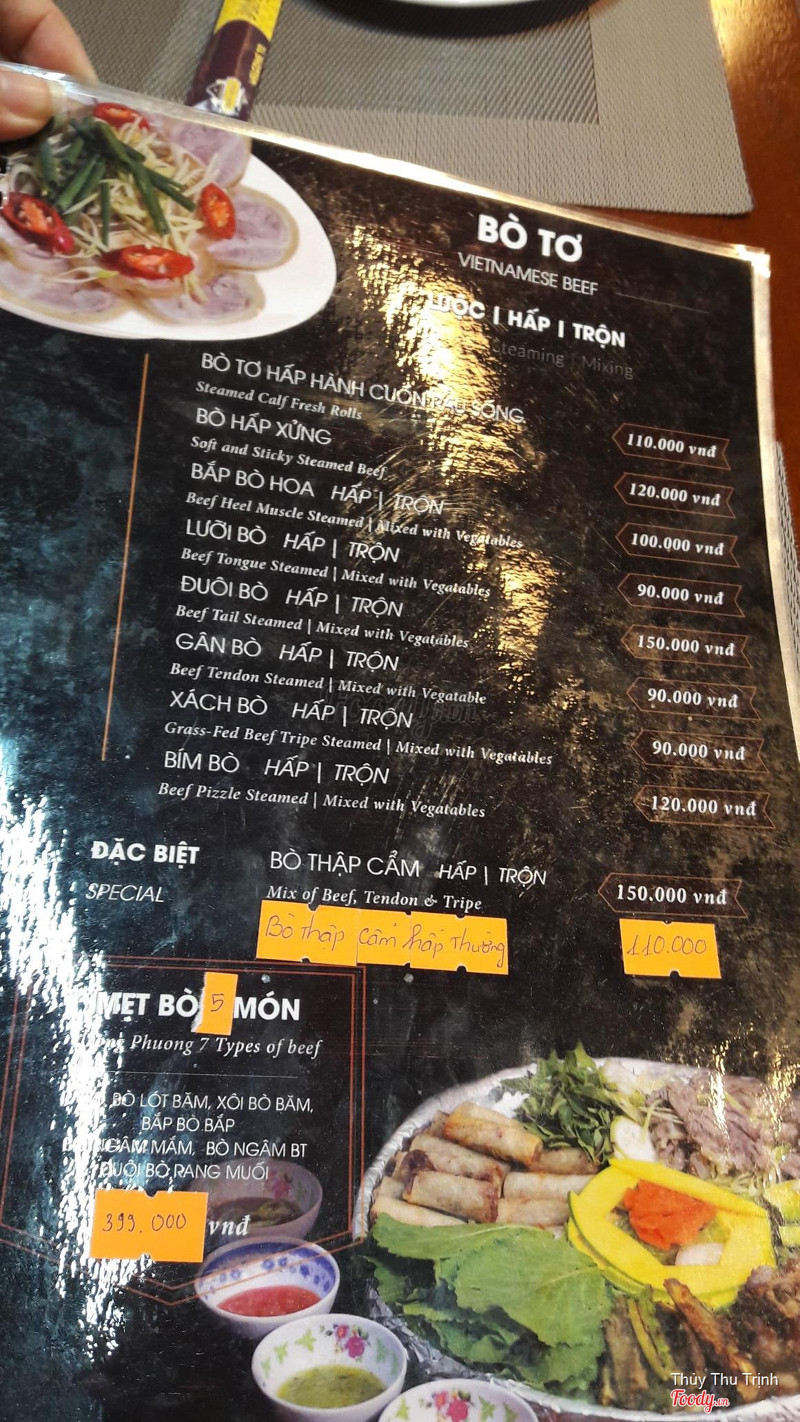 BÒ TƠ
VIETNAMESE BEEF
LUỘC | HẤP | TRỘN
Steaming | Mixing
BÒ TƠ HẤP HÀNH CUỐN RAU SỐNG
Steamed Calf Fresh Rolls
110.000 vnđ
BÒ HẤP XỬNG
Soft and Sticky Steamed Beef
120.000 vnđ
BẮP BÒ HOA HẤP | TRỘN
Beef Heel Muscle Steamed | Mixed with Vegatables
100.000 vnđ
LƯỠI BÒ HẤP | TRỘN
Beef Tongue Steamed | Mixed with Vegatables
90.000 vnđ
ĐUÔI BÒ HẤP | TRỘN
Beef Tail Steamed | Mixed with Vegatables
150.000 vnđ
GÂN BÒ HẤP | TRỘN
Beef Tendon Steamed | Mixed with Vegatable
90.000 vnđ
XÁCH BÒ HẤP | TRỘN
Grass-Fed Beef Tripe Steamed | Mixed with Vegatables
90.000 vnđ
BÍM BÒ HẤP | TRỘN
Beef Pizzle Steamed | Mixed with Vegatables
120.000 vnđ
ĐẶC BIỆT
SPECIAL
BÒ THẬP CẨM HẤP | TRỘN
Mix of Beef, Tendon & Tripe
150.000 vnđ
Bò thập cẩm hấp thường
110.000
MẸT BÒ 5 MÓN
Phuong 7 Types of beef
BÒ LÓT BĂM, XÔI BÒ BĂM,
BẮP BÒ BẮP
NGÂM MẮM, BÒ NGÂM BT
ĐUÔI BÒ RANG MUỐI
399.000 vnđ
Thủy Thu Trịnh
Foody.vn